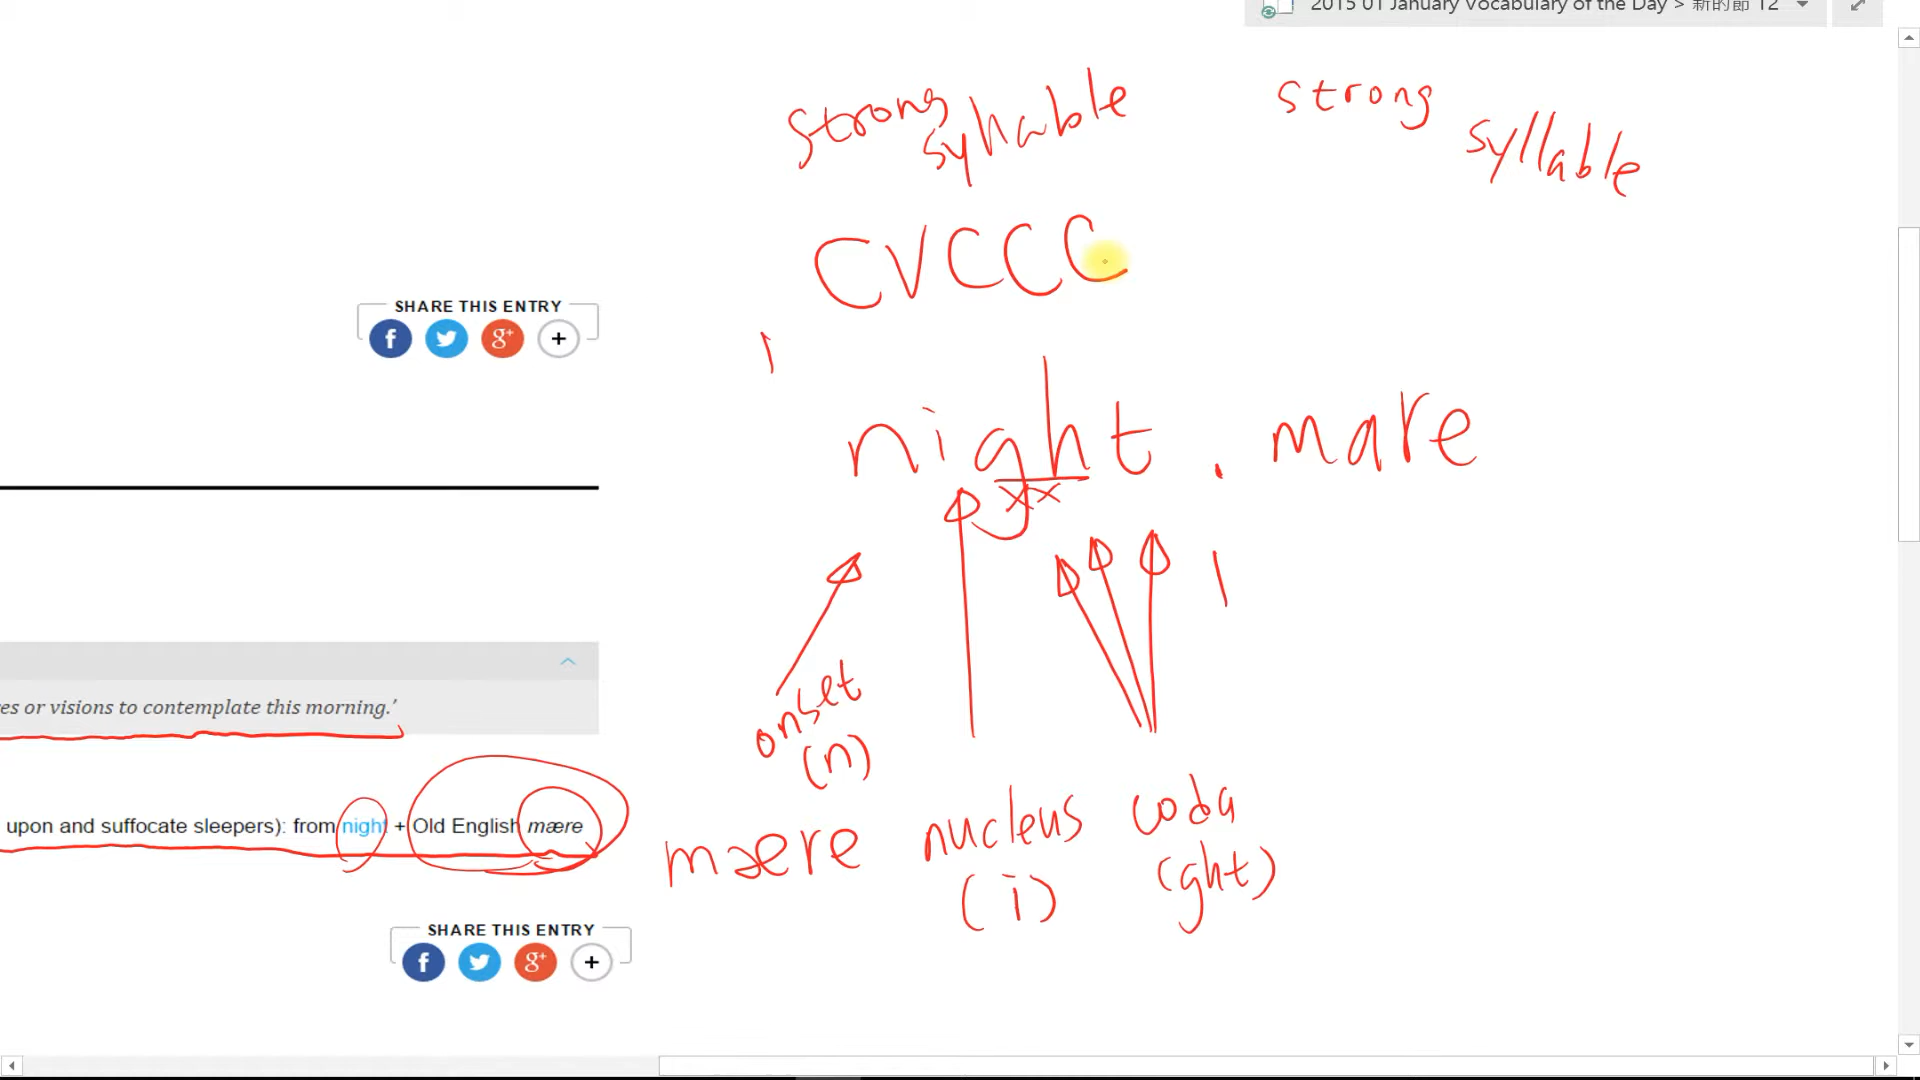 2015 01 January Vocabulary of the Day > 新的節 12
strong syllable
strong syllable
CVCCC
SHARE THIS ENTRY
night . mare
es or visions to contemplate this morning.’
onset
(n)
upon and suffocate sleepers): from night + Old English mære
mære
nucleus
(i)
coda
(ght)
SHARE THIS ENTRY